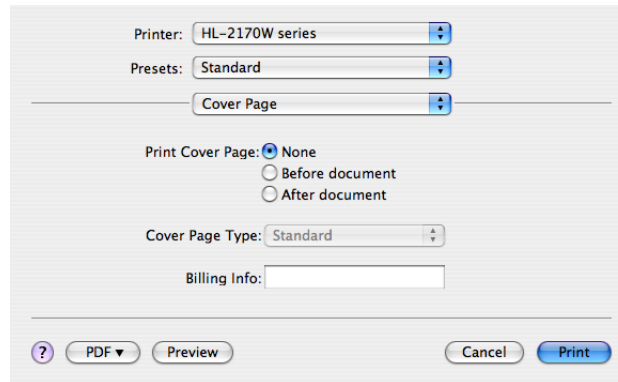 Printer: HL-2170W series
Presets: Standard
Cover Page
Print Cover Page: None
Before document
After document
Cover Page Type: Standard
Billing Info:
? PDF▼ Preview Cancel Print